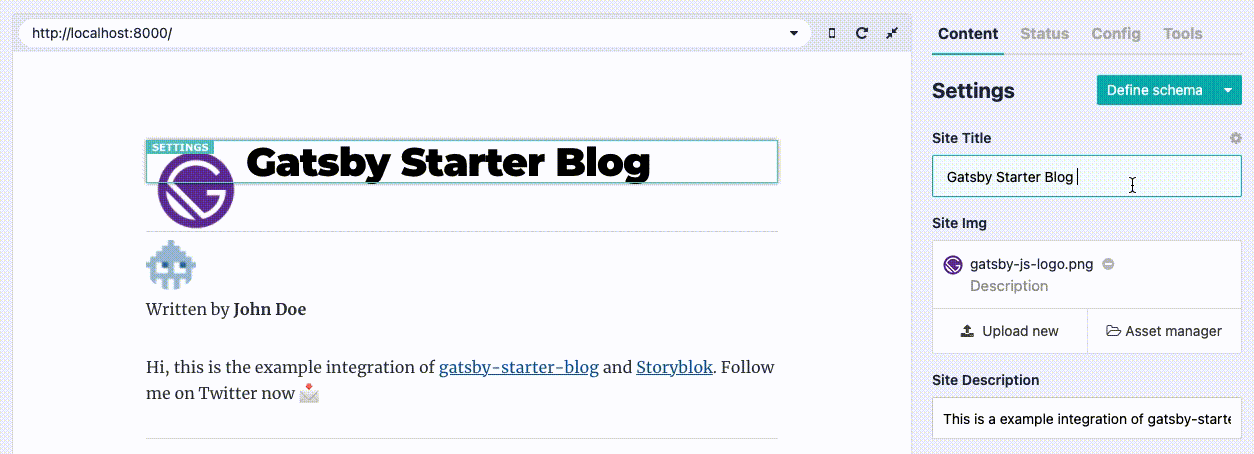 http://localhost:8000/
Content Status Config Tools
Settings
Define schema
SETTINGS
Gatsby Starter Blog
Written by John Doe
Hi, this is the example integration of gatsby-starter-blog and Storyblok. Follow
me on Twitter now
Site Title
Gatsby Starter Blog
Site Img
gatsby-js-logo.png
Description
Upload new
Asset manager
Site Description
This is a example integration of gatsby-starte